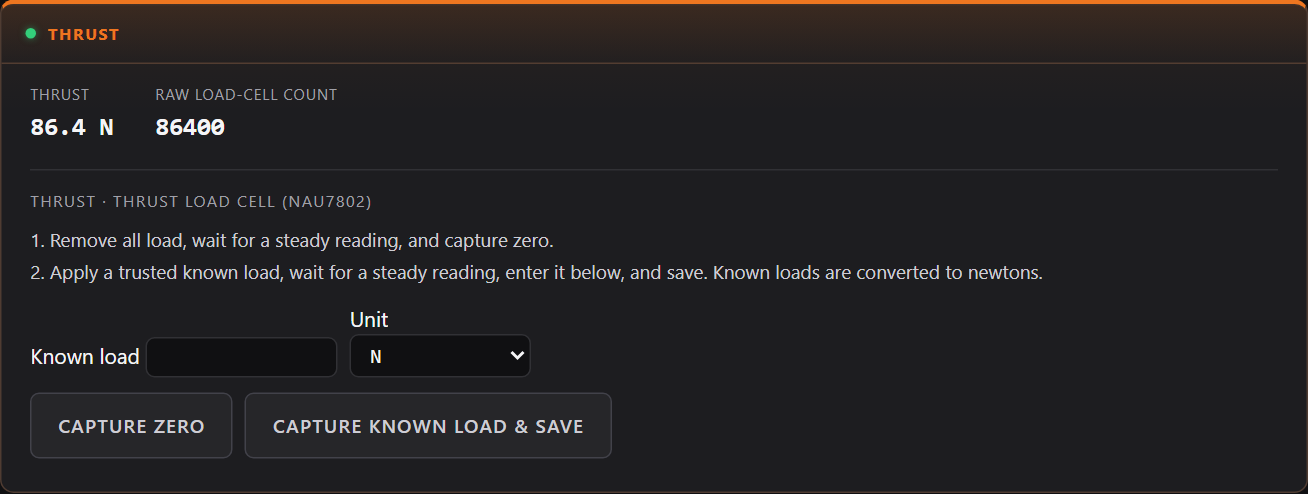 THRUST
THRUST RAW LOAD-CELL COUNT
86.4 N 86400
THRUST · THRUST LOAD CELL (NAU7802)
1. Remove all load, wait for a steady reading, and capture zero.
2. Apply a trusted known load, wait for a steady reading, enter it below, and save. Known loads are converted to newtons.
Unit
Known load N
CAPTURE ZERO CAPTURE KNOWN LOAD & SAVE